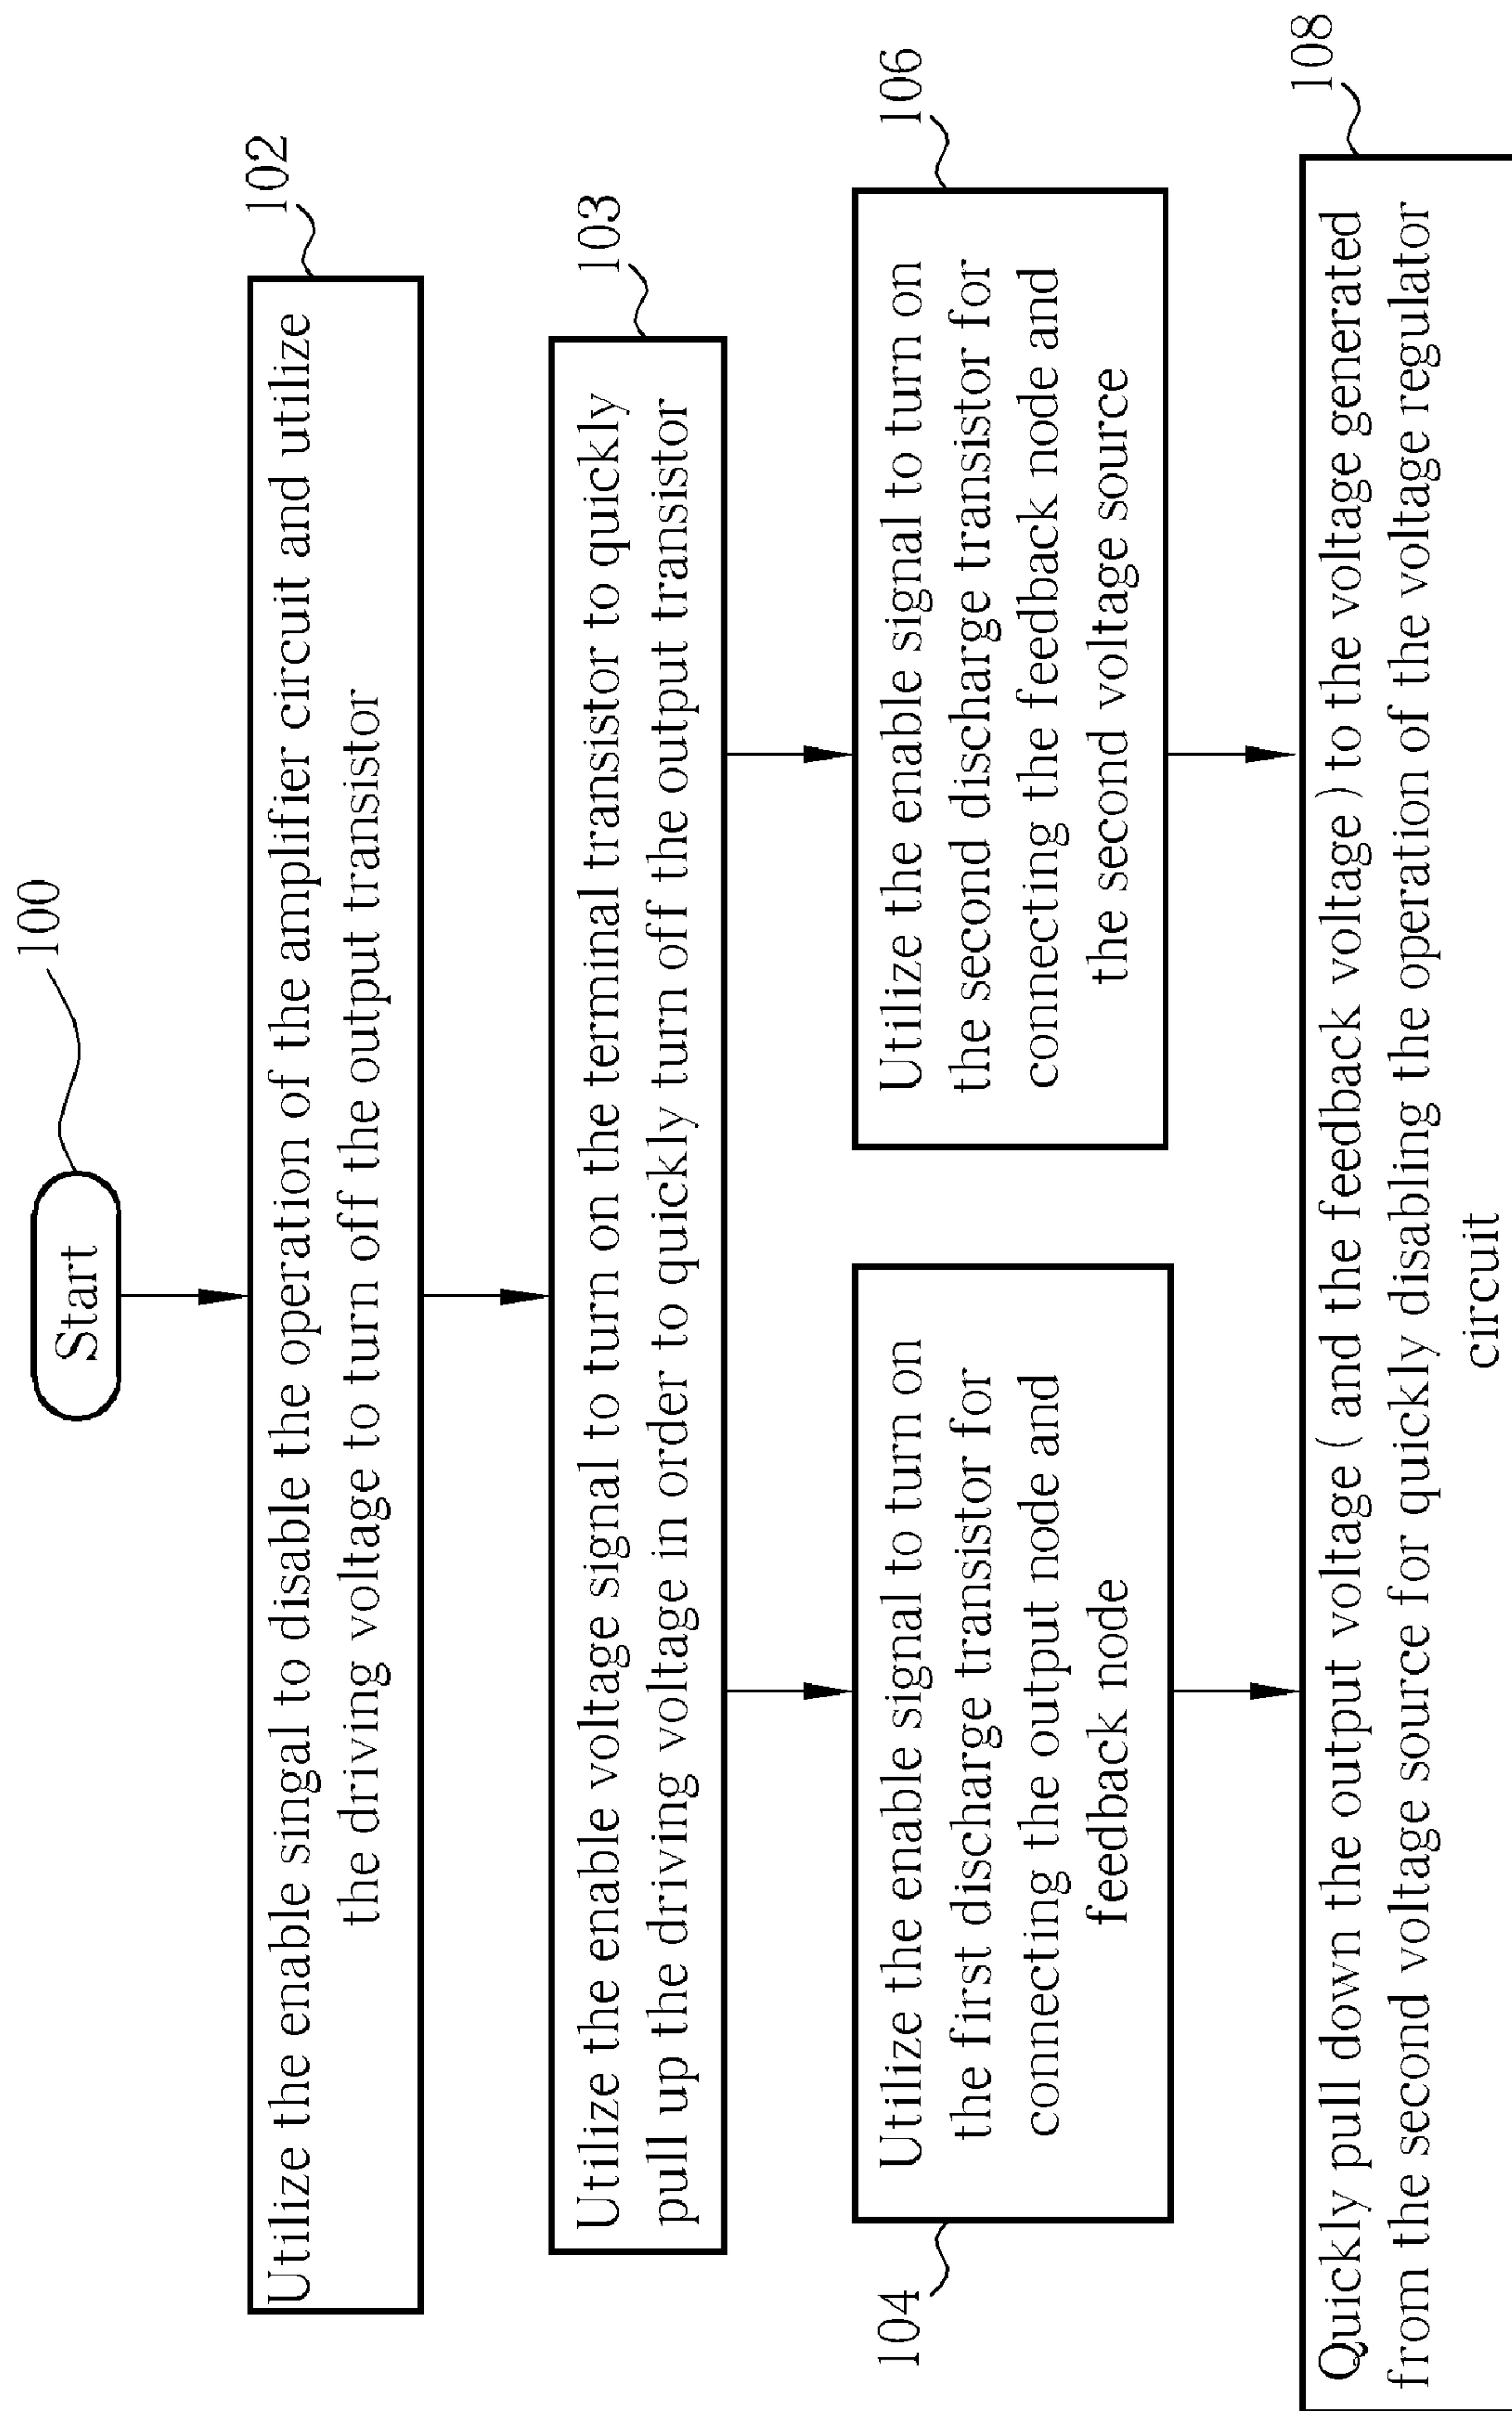 100
Start
102
Utilize the enable singal to disable the operation of the amplifier circuit and utilize
the driving voltage to turn off the output transistor
103
Utilize the enable voltage signal to turn on the terminal transistor to quickly
pull up the driving voltage in order to quickly turn off the output transistor
104
Utilize the enable signal to turn on
the first discharge transistor for
connecting the output node and
feedback node
106
Utilize the enable signal to turn on
the second discharge transistor for
connecting the feedback node and
the second voltage source
108
Quickly pull down the output voltage ( and the feedback voltage ) to the voltage generated
from the second voltage source for quickly disabling the operation of the voltage regulator
circuit